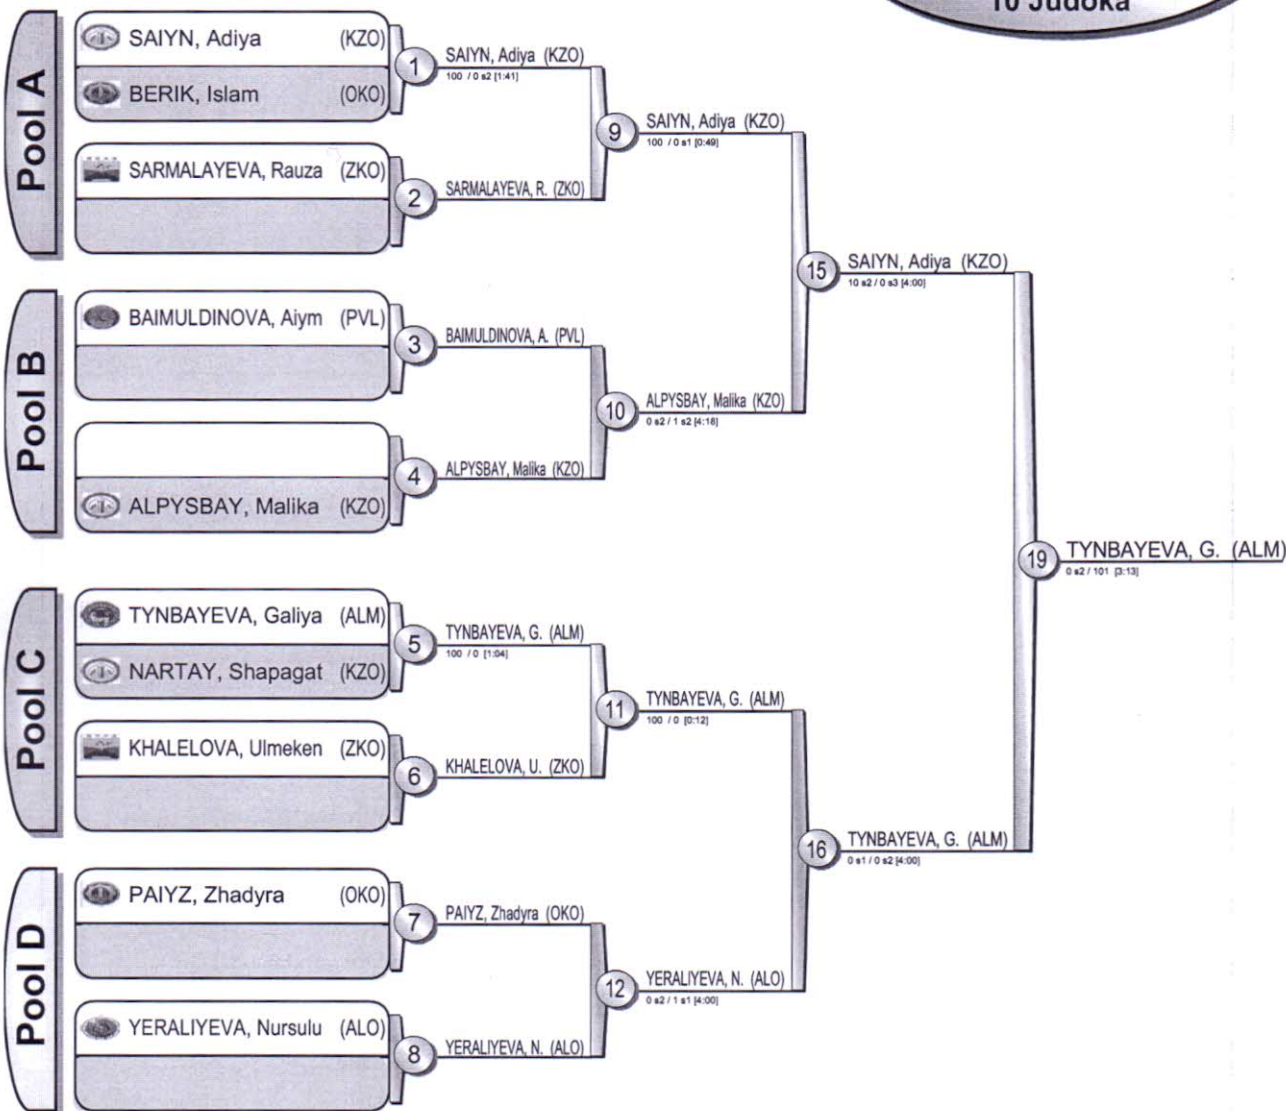 10 Judoka
Pool A
SAIYN, Adiya (KZO)
BERIK, Islam (OKO)
1
SAIYN, Adiya (KZO)
100 / 0 s2 [1:41]
SARMALAYEVA, Rauza (ZKO)
2
SARMALAYEVA, R. (ZKO)
9
SAIYN, Adiya (KZO)
100 / 0 s1 [0:49]
Pool B
BAIMULDINOVA, Aiym (PVL)
3
BAIMULDINOVA, A. (PVL)
ALPYSBAY, Malika (KZO)
4
ALPYSBAY, Malika (KZO)
10
ALPYSBAY, Malika (KZO)
0 s2 / 1 s2 [4:18]
15
SAIYN, Adiya (KZO)
10 s2 / 0 s3 [4:00]
Pool C
TYNBAYEVA, Galiya (ALM)
NARTAY, Shapagat (KZO)
5
TYNBAYEVA, G. (ALM)
100 / 0 [1:04]
KHALELOVA, Ulmeken (ZKO)
6
KHALELOVA, U. (ZKO)
11
TYNBAYEVA, G. (ALM)
100 / 0 [0:12]
Pool D
PAIYZ, Zhadyra (OKO)
7
PAIYZ, Zhadyra (OKO)
YERALIYEVA, Nursulu (ALO)
8
YERALIYEVA, N. (ALO)
12
YERALIYEVA, N. (ALO)
0 s2 / 1 s1 [4:00]
16
TYNBAYEVA, G. (ALM)
0 s1 / 0 s2 [4:00]
19
TYNBAYEVA, G. (ALM)
0 s2 / 101 [3:13]